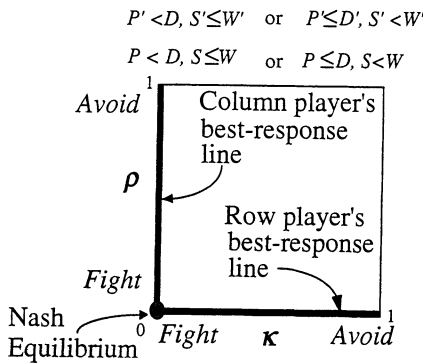 P' <D, S'≤W' or P'≤D', S' <W'
P < D, S≤W or P ≤D, S<W
1
Avoid
Column player's
best-response
line
ρ
Row player's
best-response
line
Fight
Nash
Equilibrium
0
Fight
κ
Avoid
1